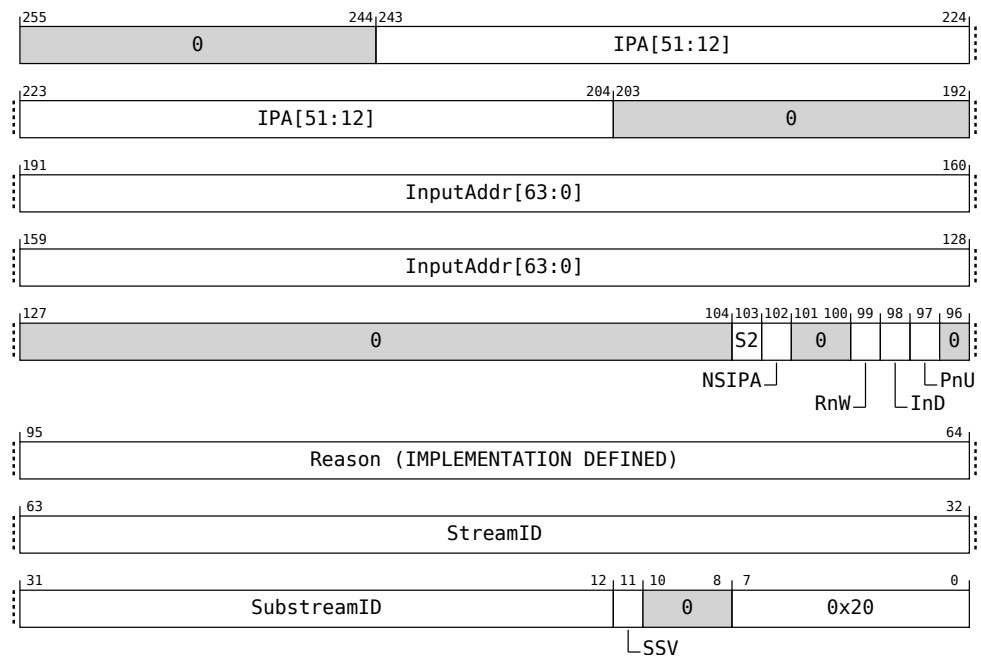 255 244 243 224
0 IPA[51:12]
223 204 203 192
IPA[51:12] 0
191 160
InputAddr[63:0]
159 128
InputAddr[63:0]
127 104 103 102 101 100 99 98 97 96
0 S2 0 0
NSIPA PnU
RnW InD
95 64
Reason (IMPLEMENTATION DEFINED)
63 32
StreamID
31 12 11 10 8 7 0
SubstreamID 0 0x20
SSV